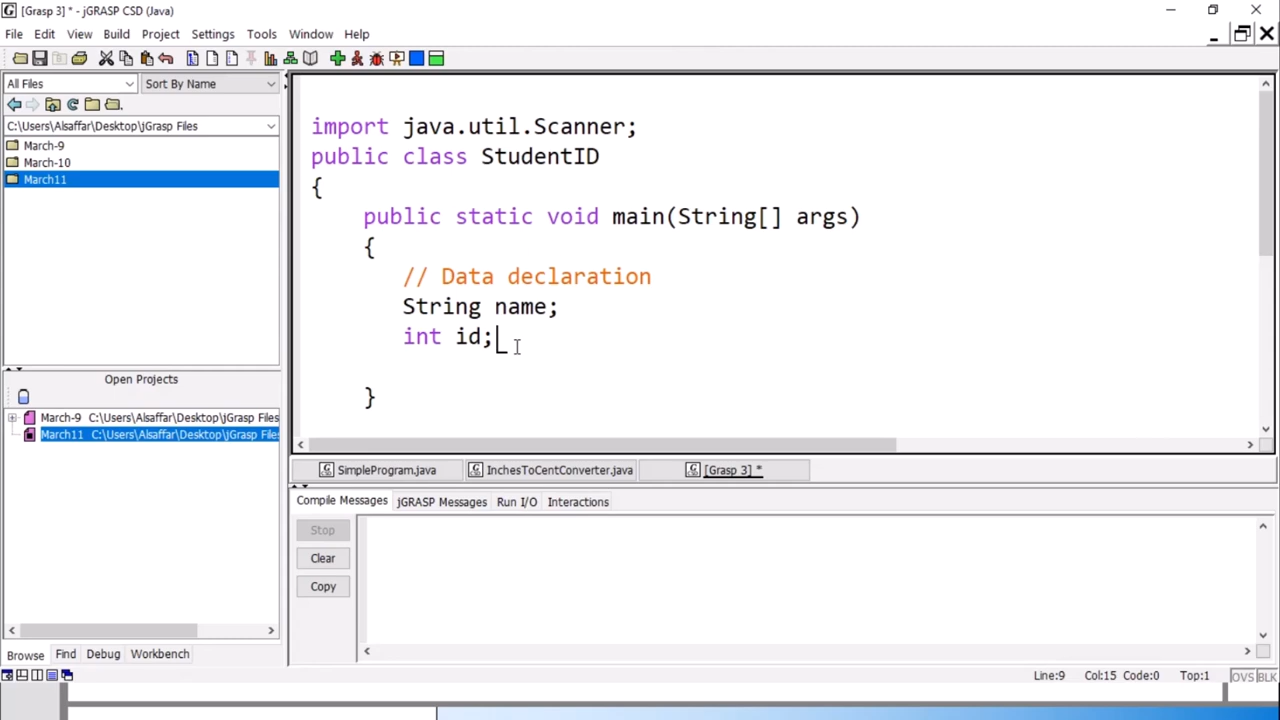 [Grasp 3] * - jGRASP CSD (Java)
File Edit View Build Project Settings Tools Window Help
All Files Sort By Name
C:\Users\Alsaffar\Desktop\jGrasp Files
March-9
March-10
March11
import java.util.Scanner;
public class StudentID
{
public static void main(String[] args)
{
// Data declaration
String name;
int id;
}
Open Projects
March-9 C:\Users\Alsaffar\Desktop\jGrasp Files
March11 C:\Users\Alsaffar\Desktop\jGrasp Files
SimpleProgram.java InchesToCentConverter.java [Grasp 3] *
Compile Messages jGRASP Messages Run I/O Interactions
Stop
Clear
Copy
Browse Find Debug Workbench
Line:9 Col:15 Code:0 Top:1 OVS BLK